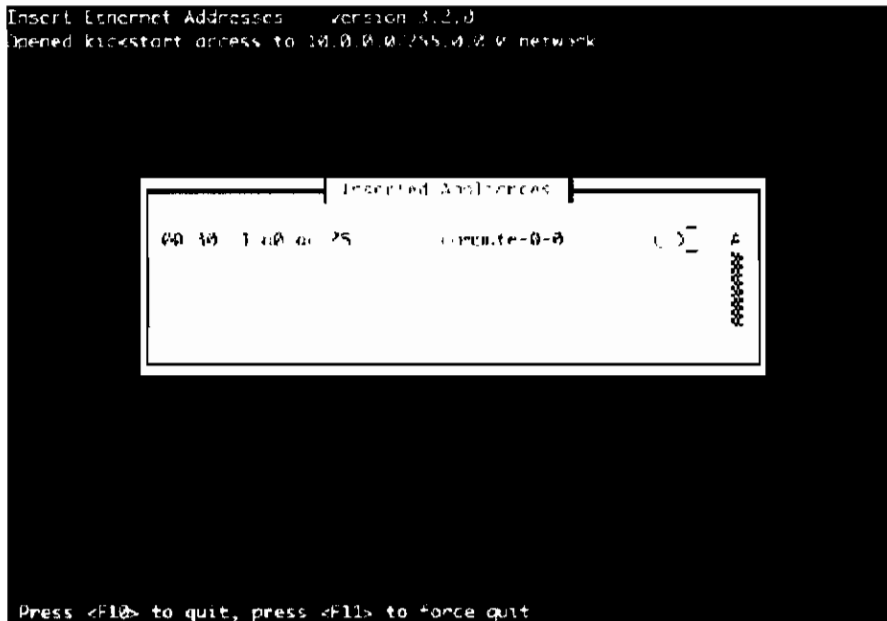 Insert Ethernet Addresses version 3.2.0
Opened kickstart access to 10.0.0.0/255.0.0.0 network
Inserted Appliances
compute-0-0 ( )
Press <F10> to quit, press <F11> to force quit